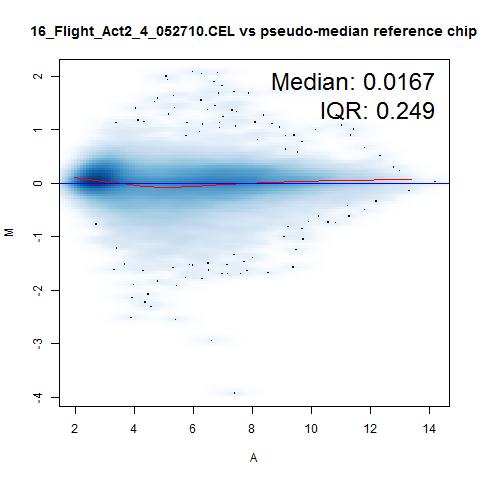 16_Flight_Act2_4_052710.CEL vs pseudo-median reference chip
Median: 0.0167
IQR: 0.249
2
1
0
-1
-2
-3
-4
M
2 4 6 8 10 12 14
A